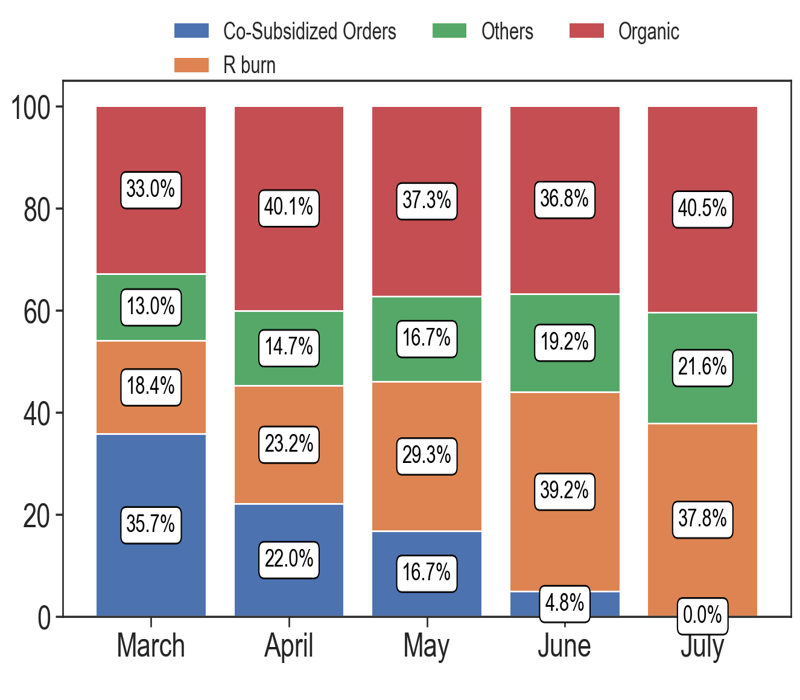 Co-Subsidized Orders Others Organic
R burn
100
80
60
40
20
0
33.0% 40.1% 37.3% 36.8% 40.5%
13.0% 14.7% 16.7% 19.2% 21.6%
18.4% 23.2% 29.3% 39.2% 37.8%
35.7% 22.0% 16.7% 4.8% 0.0%
March April May June July